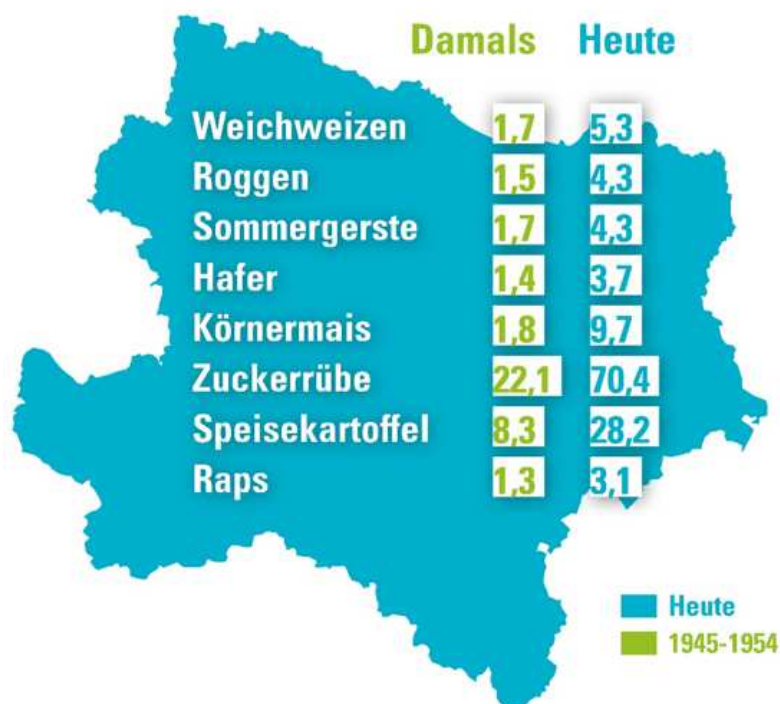 Damals Heute
Weichweizen 1,7 5,3
Roggen 1,5 4,3
Sommergerste 1,7 4,3
Hafer 1,4 3,7
Körnermais 1,8 9,7
Zuckerrübe 22,1 70,4
Speisekartoffel 8,3 28,2
Raps 1,3 3,1
Heute
1945-1954